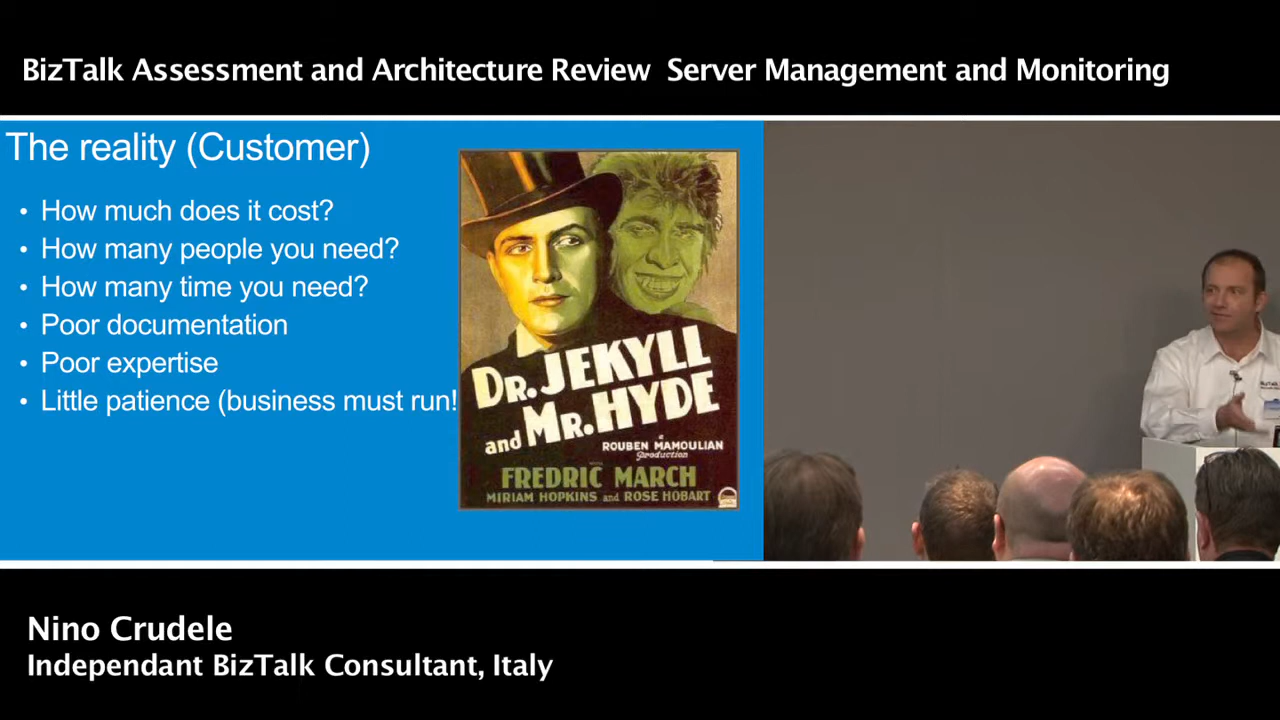 BizTalk Assessment and Architecture Review Server Management and Monitoring
The reality (Customer)
• How much does it cost?
• How many people you need?
• How many time you need?
• Poor documentation
• Poor expertise
• Little patience (business must run!
DR. JEKYLL
and MR. HYDE
a
ROUBEN MAMOULIAN
Production
FREDRIC MARCH
MIRIAM HOPKINS and ROSE HOBART
BizTalk
Nino Crudele
Independant BizTalk Consultant, Italy